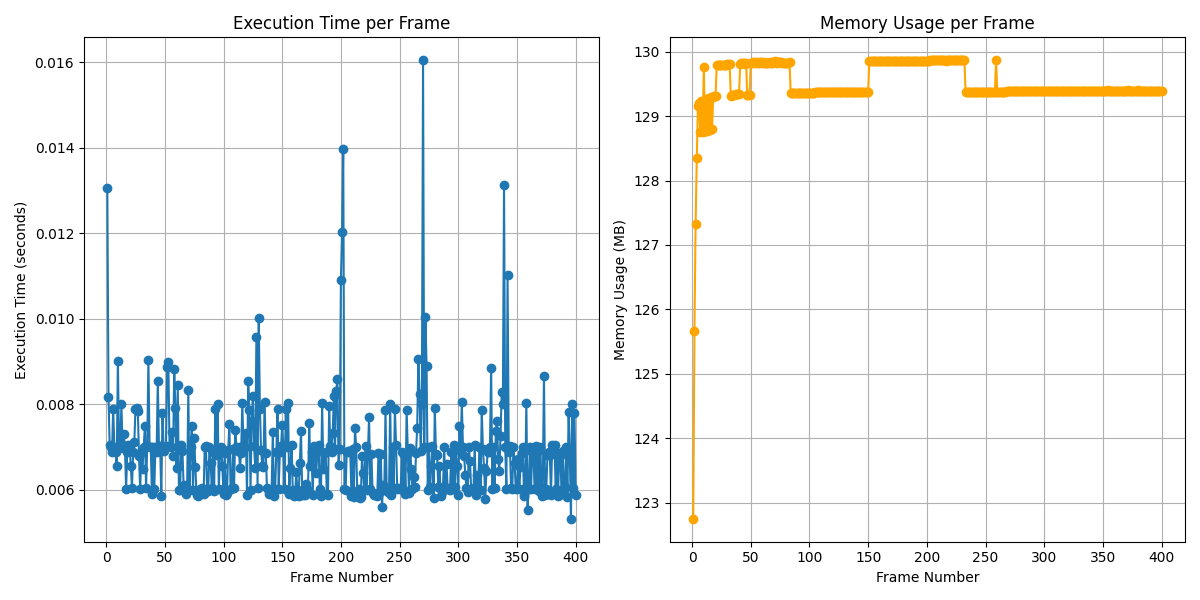 Execution Time per Frame
Execution Time (seconds)
0.016
0.014
0.012
0.010
0.008
0.006
0 50 100 150 200 250 300 350 400
Frame Number
Memory Usage per Frame
Memory Usage (MB)
130
129
128
127
126
125
124
123
0 50 100 150 200 250 300 350 400
Frame Number